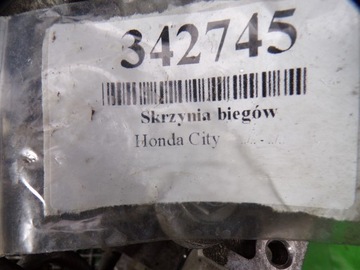 342745
Skrzynia biegów
Honda City